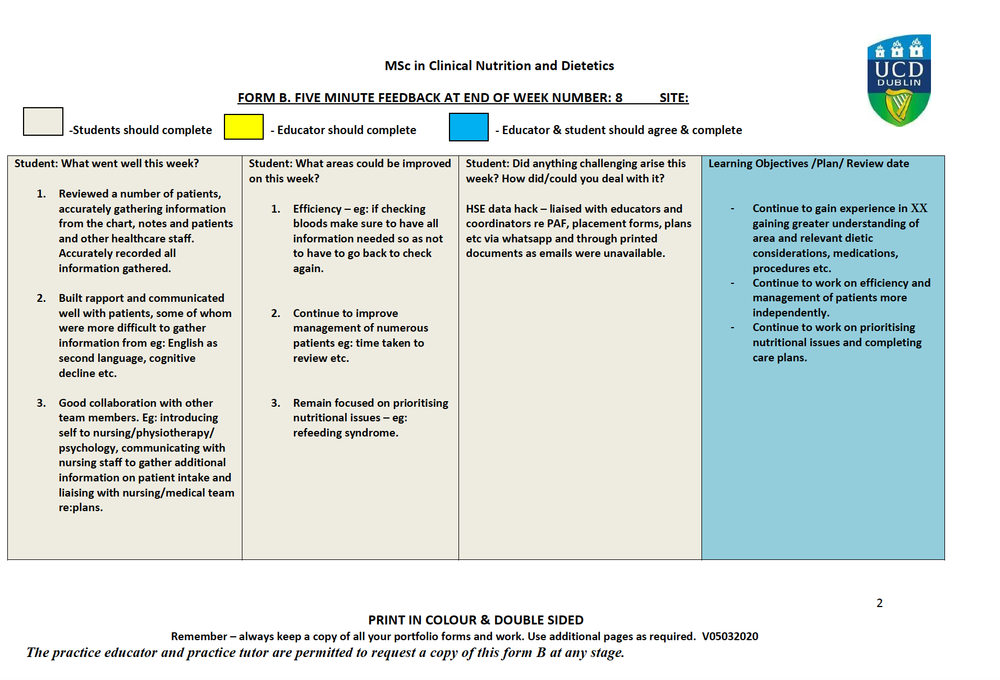 MSc in Clinical Nutrition and Dietetics
UCD
DUBLIN
FORM B. FIVE MINUTE FEEDBACK AT END OF WEEK NUMBER: 8 SITE:
-Students should complete
- Educator should complete
- Educator & student should agree & complete
Student: What went well this week?
1. Reviewed a number of patients,
accurately gathering information
from the chart, notes and patients
and other healthcare staff.
Accurately recorded all
information gathered.
2. Built rapport and communicated
well with patients, some of whom
were more difficult to gather
information from eg: English as
second language, cognitive
decline etc.
3. Good collaboration with other
team members. Eg: introducing
self to nursing/physiotherapy/
psychology, communicating with
nursing staff to gather additional
information on patient intake and
liaising with nursing/medical team
re:plans.
Student: What areas could be improved
on this week?
1. Efficiency – eg: if checking
bloods make sure to have all
information needed so as not
to have to go back to check
again.
2. Continue to improve
management of numerous
patients eg: time taken to
review etc.
3. Remain focused on prioritising
nutritional issues – eg:
refeeding syndrome.
Student: Did anything challenging arise this
week? How did/could you deal with it?
HSE data hack – liaised with educators and
coordinators re PAF, placement forms, plans
etc via whatsapp and through printed
documents as emails were unavailable.
Learning Objectives /Plan/ Review date
- Continue to gain experience in XX
gaining greater understanding of
area and relevant dietic
considerations, medications,
procedures etc.
- Continue to work on efficiency and
management of patients more
independently.
- Continue to work on prioritising
nutritional issues and completing
care plans.
2
PRINT IN COLOUR & DOUBLE SIDED
Remember – always keep a copy of all your portfolio forms and work. Use additional pages as required. V05032020
The practice educator and practice tutor are permitted to request a copy of this form B at any stage.